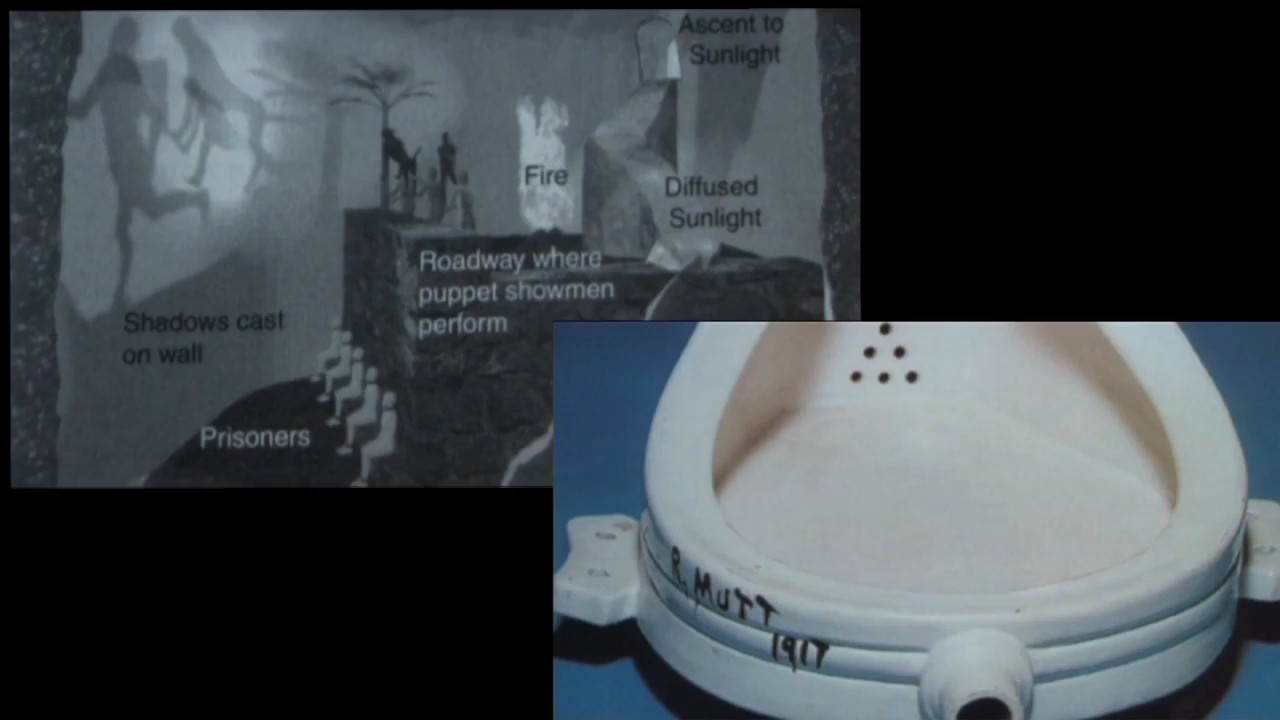 Ascent to
Sunlight
Fire
Diffused
Sunlight
Roadway where
puppet showmen
perform
Shadows cast
on wall
Prisoners
R. MUTT
1917